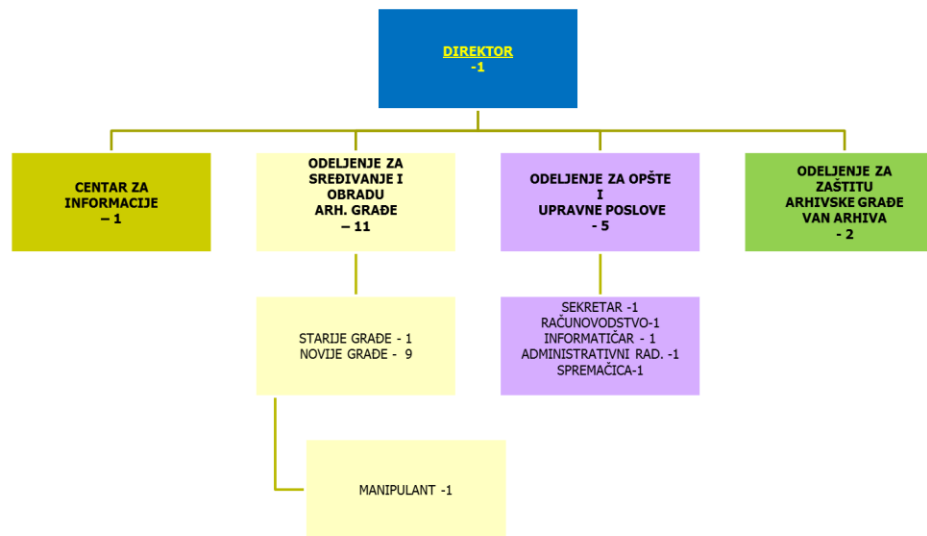 DIREKTOR
-1
CENTAR ZA
INFORMACIJE
– 1
ODELJENJE ZA
SREĐIVANJE I
OBRADU
ARH. GRAĐE
– 11
ODELJENJE ZA OPŠTE
I
UPRAVNE POSLOVE
- 5
ODELJENJE ZA
ZAŠTITU
ARHIVSKE GRAĐE
VAN ARHIVA
- 2
STARIJE GRAĐE - 1
NOVIJE GRAĐE - 9
SEKRETAR -1
RAČUNOVODSTVO-1
INFORMATIČAR - 1
ADMINISTRATIVNI RAD. -1
SPREMAČICA-1
MANIPULANT -1